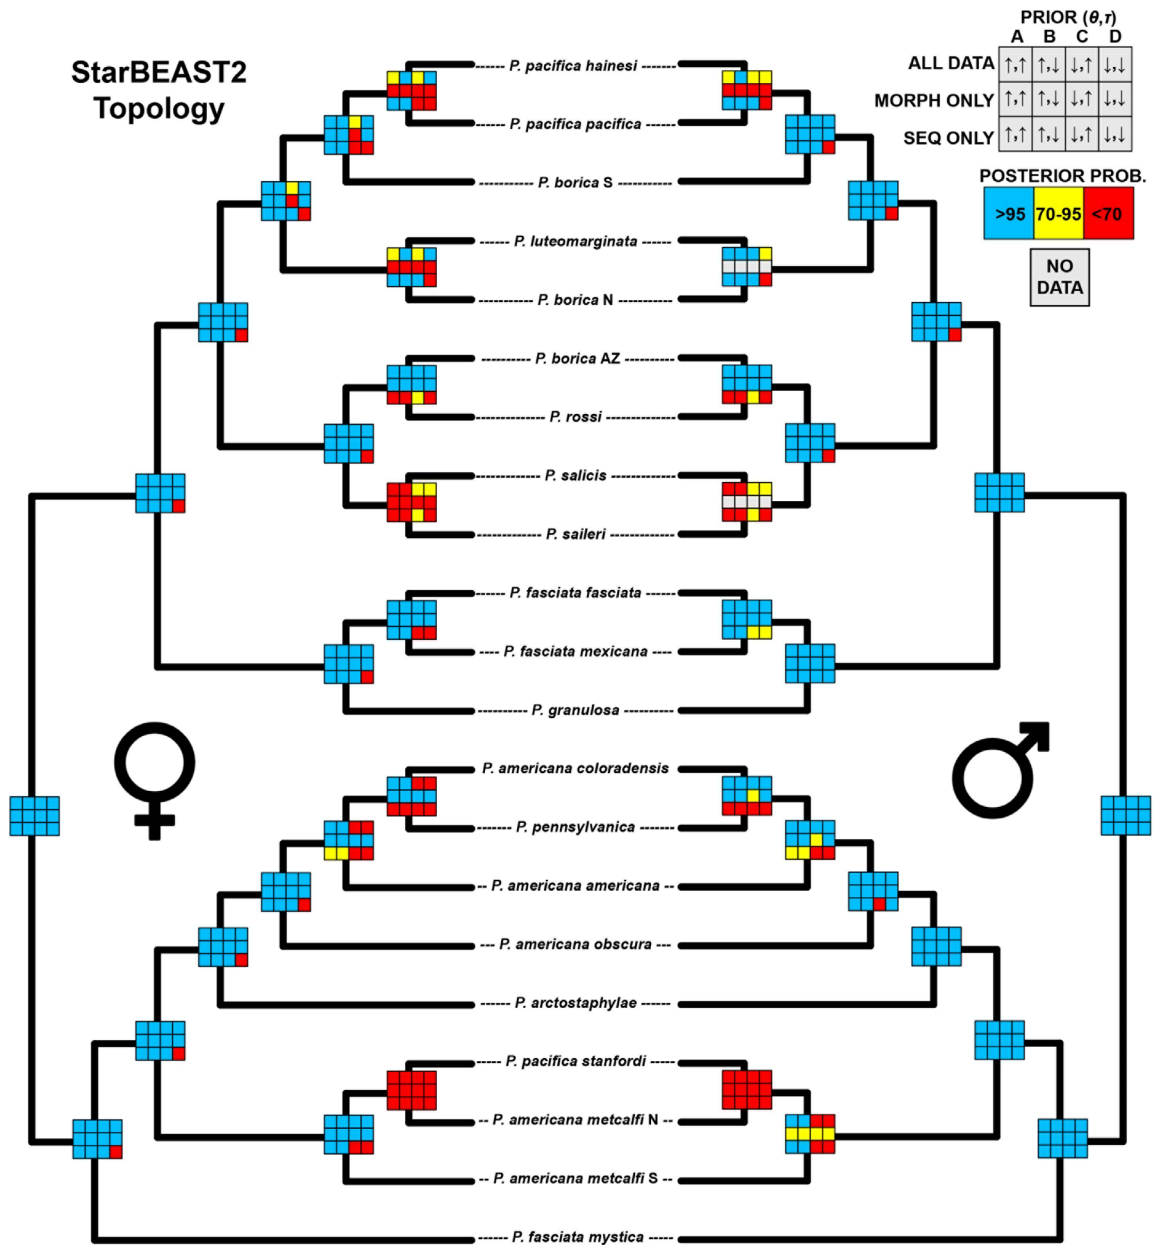 StarBEAST2
Topology
PRIOR (θ,τ)
A B C D
ALL DATA ↑,↑ ↑,↓ ↓,↑ ↓,↓
MORPH ONLY ↑,↑ ↑,↓ ↓,↑ ↓,↓
SEQ ONLY ↑,↑ ↑,↓ ↓,↑ ↓,↓
POSTERIOR PROB.
>95 70-95 <70
NO
DATA
P. pacifica hainesi
P. pacifica pacifica
P. borica S
P. luteomarginata
P. borica N
P. borica AZ
P. rossi
P. salicis
P. saileri
P. fasciata fasciata
P. fasciata mexicana
P. granulosa
P. americana coloradensis
P. pennsylvanica
P. americana americana
P. americana obscura
P. arctostaphylae
P. pacifica stanfordi
P. americana metcalfi N
P. americana metcalfi S
P. fasciata mystica